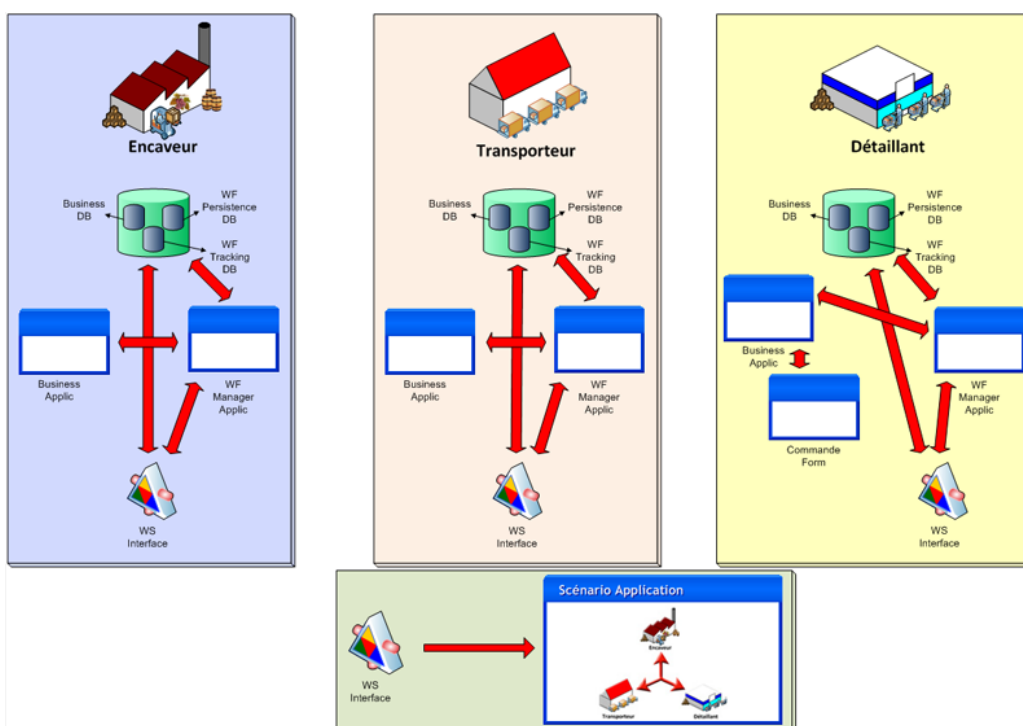 Encaveur
Business
DB
WF
Persistence
DB
WF
Tracking
DB
Business
Applic
WF
Manager
Applic
WS
Interface
Transporteur
Business
DB
WF
Persistence
DB
WF
Tracking
DB
Business
Applic
WF
Manager
Applic
WS
Interface
Détaillant
Business
DB
WF
Persistence
DB
WF
Tracking
DB
Business
Applic
WF
Manager
Applic
Commande
Form
WS
Interface
WS
Interface
Scénario Application
Encaveur
Transporteur
Détaillant